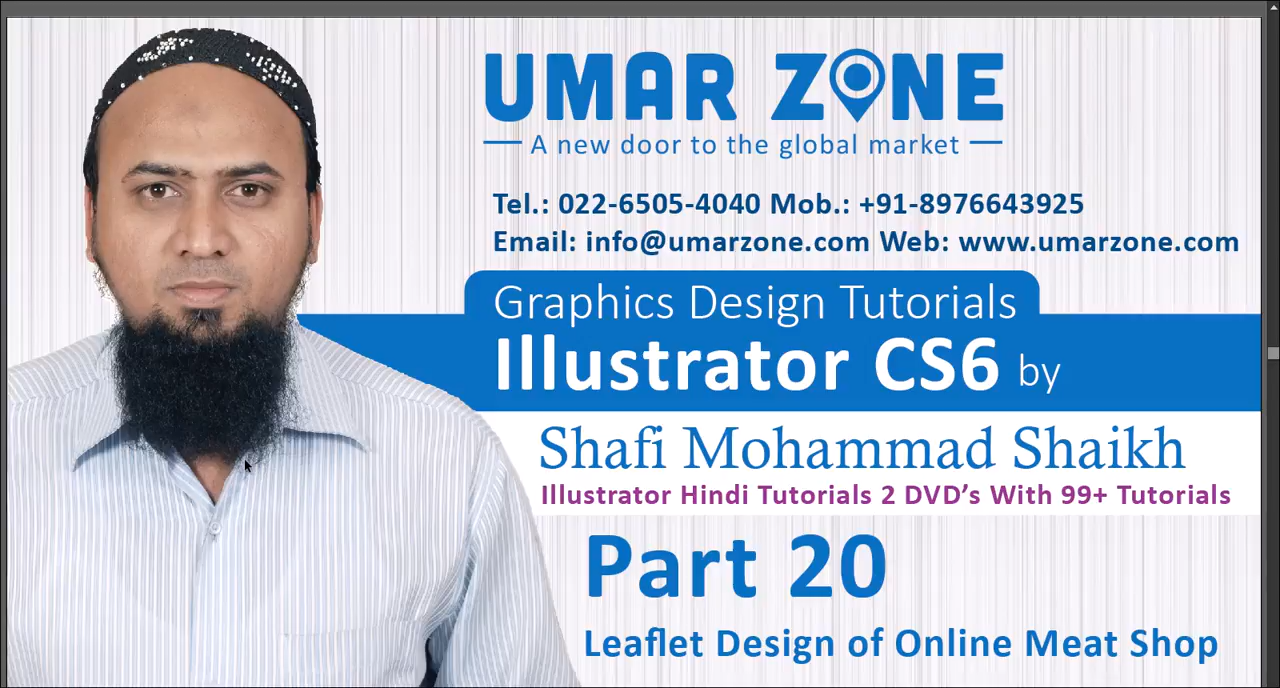 UMAR ZONE
A new door to the global market
Tel.: 022-6505-4040 Mob.: +91-8976643925
Email: info@umarzone.com Web: www.umarzone.com
Graphics Design Tutorials
Illustrator CS6 by
Shafi Mohammad Shaikh
Illustrator Hindi Tutorials 2 DVD’s With 99+ Tutorials
Part 20
Leaflet Design of Online Meat Shop